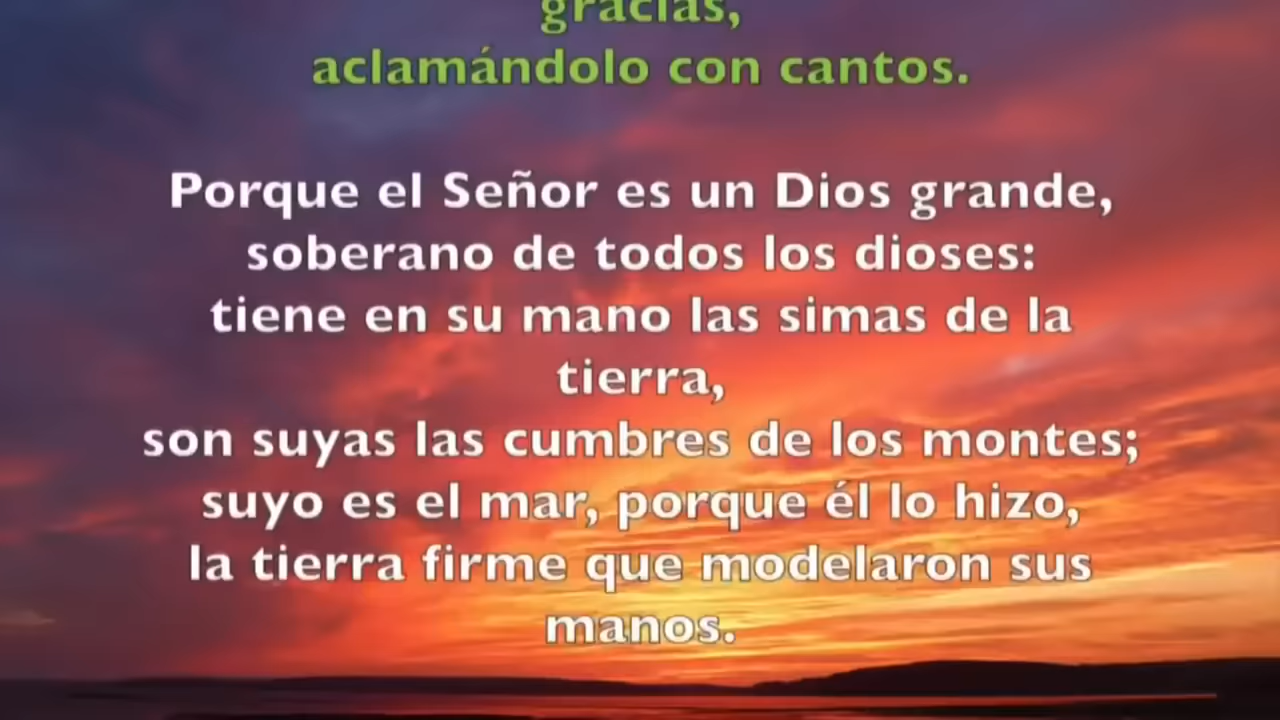 gracias,
aclamándolo con cantos.
Porque el Señor es un Dios grande,
soberano de todos los dioses:
tiene en su mano las simas de la
tierra,
son suyas las cumbres de los montes;
suyo es el mar, porque él lo hizo,
la tierra firme que modelaron sus
manos.